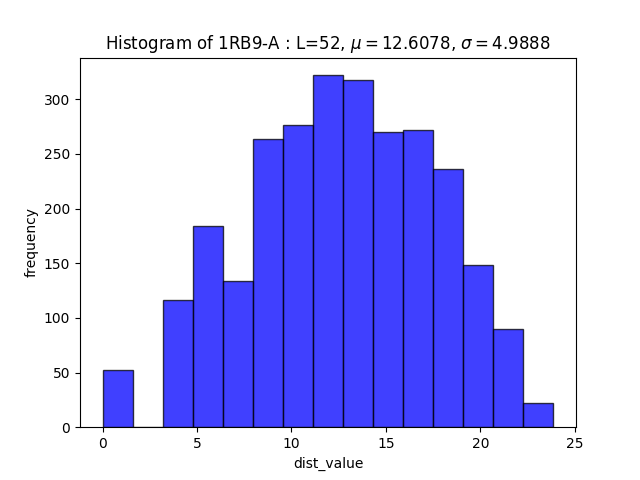 Histogram of 1RB9-A : L=52, μ = 12.6078, σ = 4.9888
frequency
300
250
200
150
100
50
0
0 5 10 15 20 25
dist_value